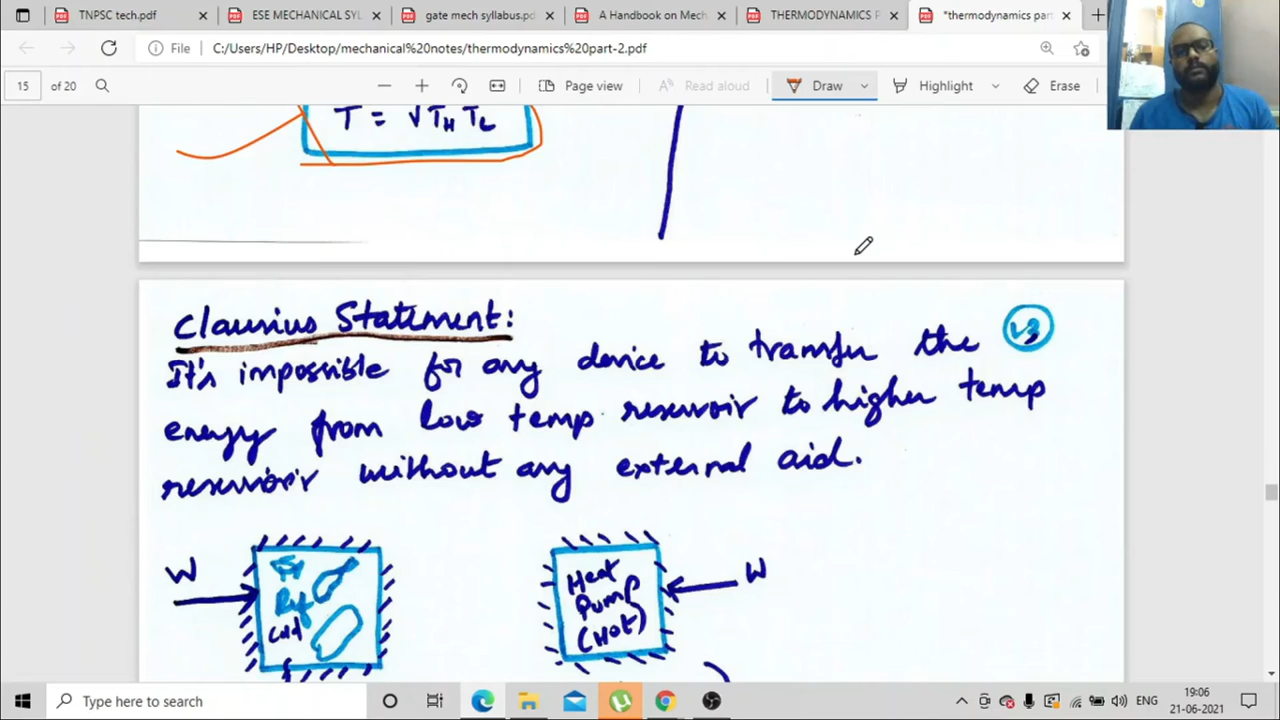 TNPSC tech.pdf
ESE MECHANICAL SYL
gate mech syllabus.pd
A Handbook on Mech
THERMODYNAMICS P
*thermodynamics par
File
C:/Users/HP/Desktop/mechanical%20notes/thermodynamics%20part-2.pdf
15 of 20
Page view
Read aloud
Draw
Highlight
Erase
T = √TH TL
Clausius Statement:
It's impossible for any device to transfer the
energy from low temp reservoir to higher temp
reservoir without any external aid.
W
Ref
Heat
Pump
(Hot)
W
Type here to search
ENG
19:06
21-06-2021